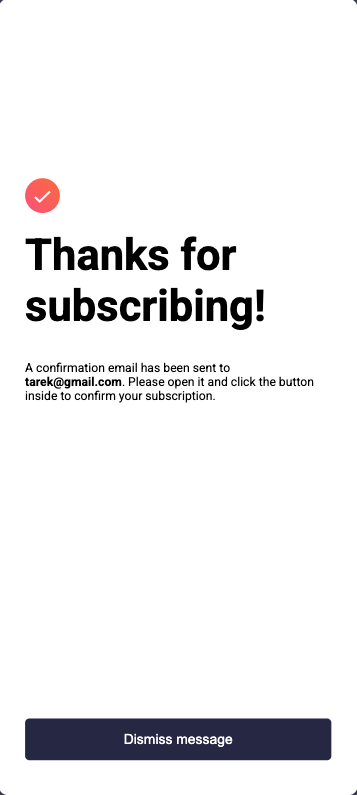 Thanks for
subscribing!
A confirmation email has been sent to
tarek@gmail.com. Please open it and click the button
inside to confirm your subscription.
Dismiss message